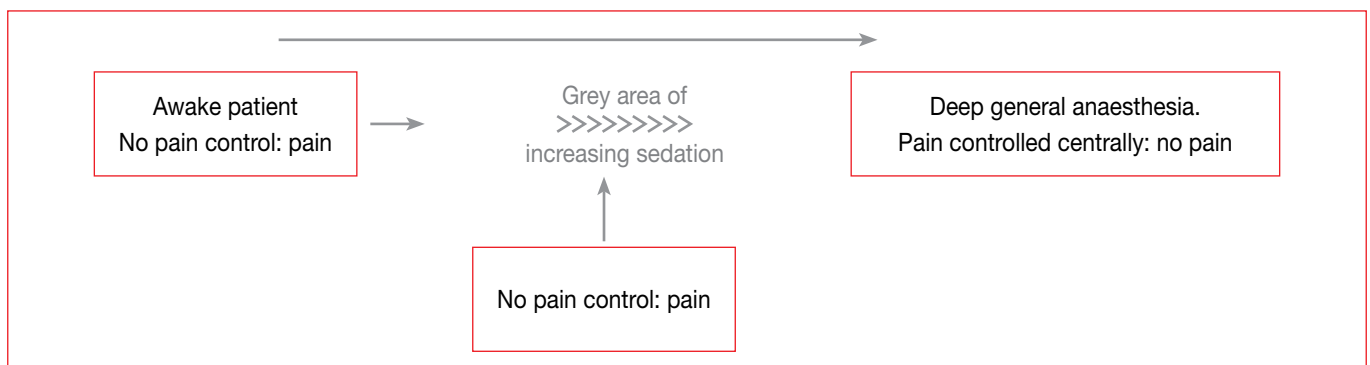 Awake patient
No pain control: pain
Grey area of
>>>>>>>>>
increasing sedation
Deep general anaesthesia.
Pain controlled centrally: no pain
No pain control: pain